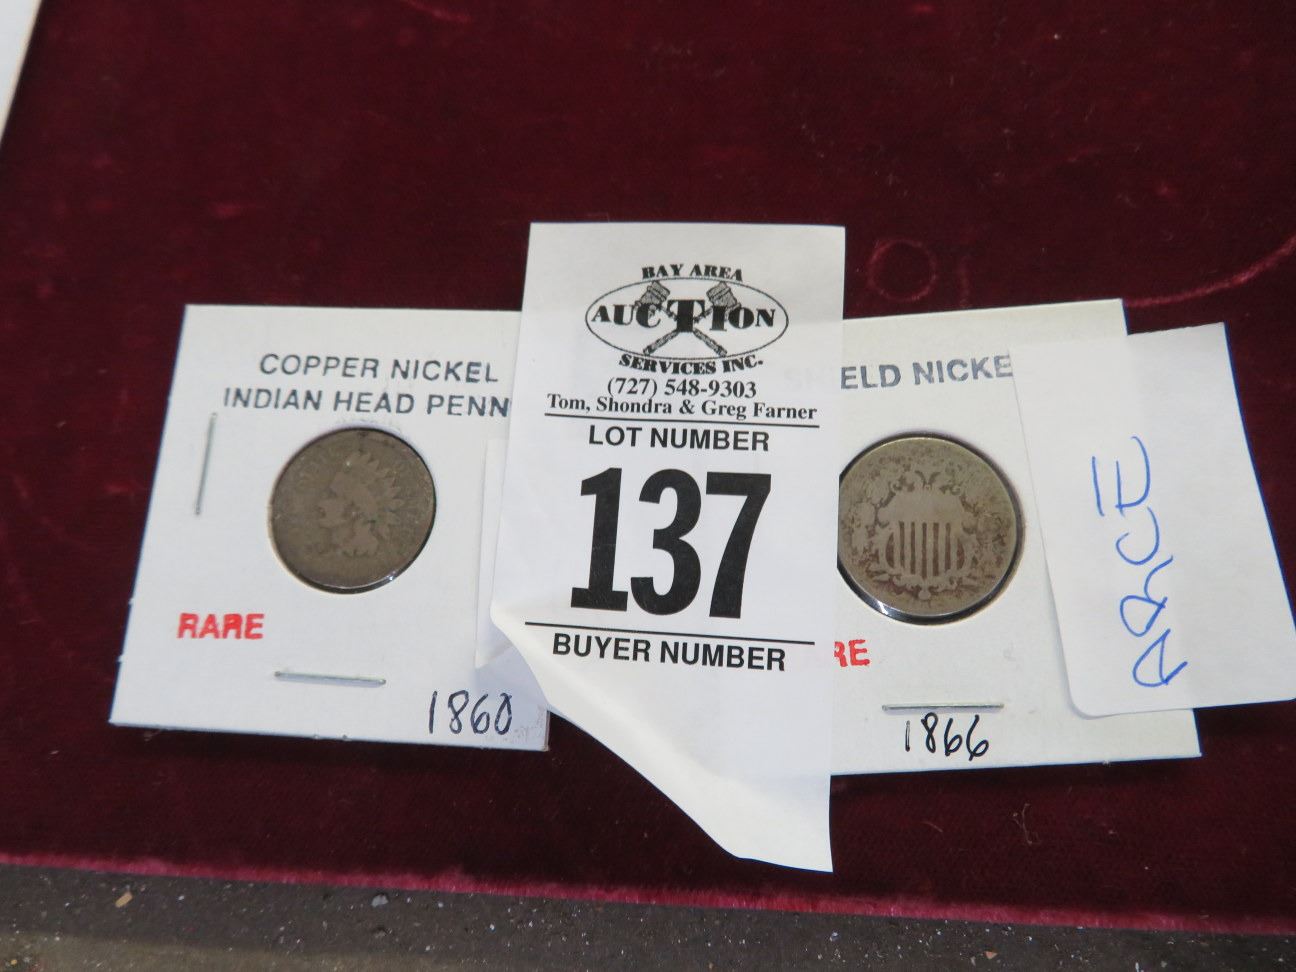 COPPER NICKEL
INDIAN HEAD PENN
RARE
1860
BAY AREA
AUCTION
SERVICES INC.
(727) 548-9303
Tom, Shondra & Greg Farner
LOT NUMBER
137
BUYER NUMBER
ELD NICKE
RE
1866